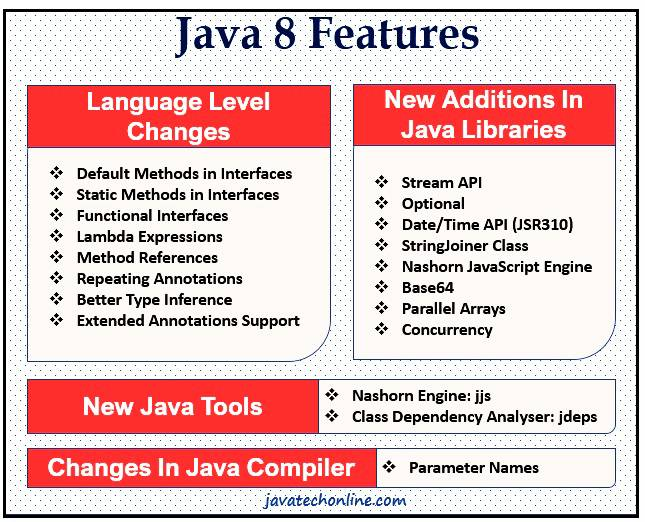 Java 8 Features
Language Level
Changes
❖ Default Methods in Interfaces
❖ Static Methods in Interfaces
❖ Functional Interfaces
❖ Lambda Expressions
❖ Method References
❖ Repeating Annotations
❖ Better Type Inference
❖ Extended Annotations Support
New Additions In
Java Libraries
❖ Stream API
❖ Optional
❖ Date/Time API (JSR310)
❖ StringJoiner Class
❖ Nashorn JavaScript Engine
❖ Base64
❖ Parallel Arrays
❖ Concurrency
New Java Tools
❖ Nashorn Engine: jjs
❖ Class Dependency Analyser: jdeps
Changes In Java Compiler
❖ Parameter Names
javatechonline.com